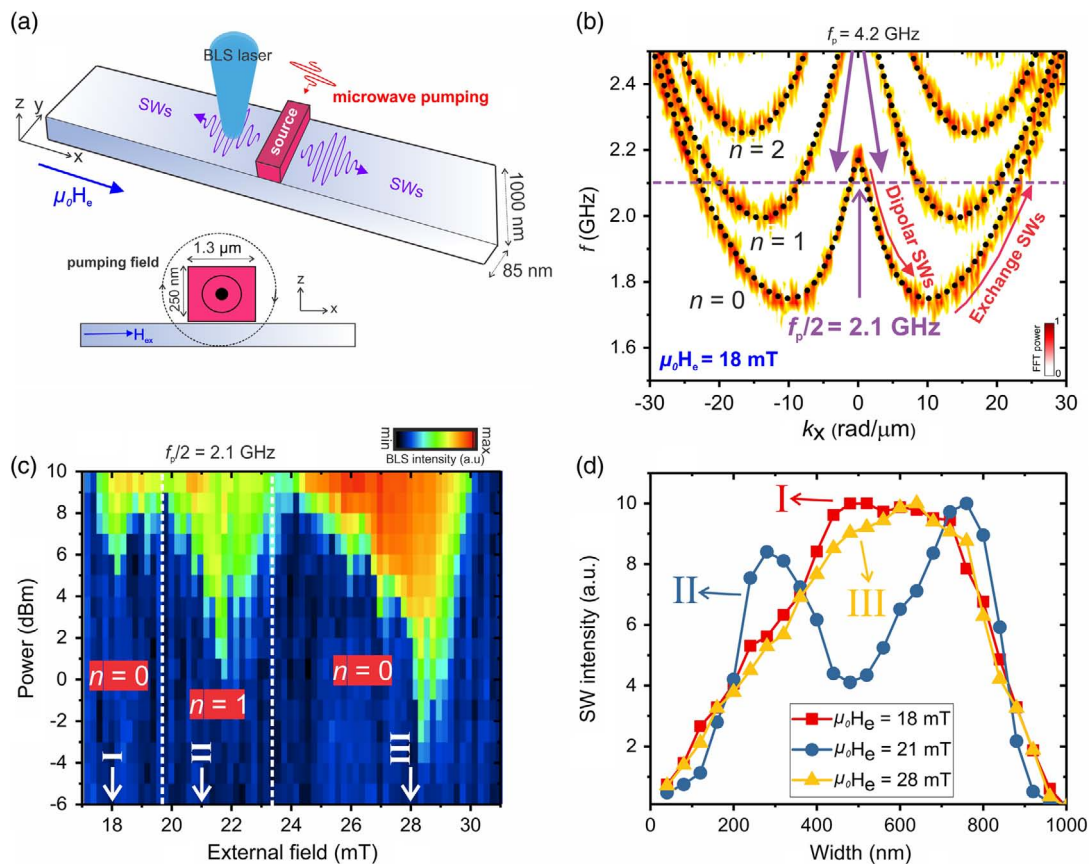 (a)
BLS laser
microwave pumping
SWs
source
SWs
z
y
x
μ₀Hₑ
1000 nm
85 nm
pumping field
1.3 μm
250 nm
z
x
Hₑₓ
(b)
fₚ = 4.2 GHz
f (GHz)
2.4
2.2
2.0
1.8
1.6
n = 2
n = 1
n = 0
Dipolar SWs
Exchange SWs
fₚ/2 = 2.1 GHz
μ₀Hₑ = 18 mT
FFT power
1
0
-30 -20 -10 0 10 20 30
kₓ (rad/μm)
(c)
fₚ/2 = 2.1 GHz
min
max
BLS intensity (a.u)
Power (dBm)
10
8
6
4
2
0
-2
-4
-6
n = 0
n = 1
n = 0
I
II
III
18 20 22 24 26 28 30
External field (mT)
(d)
SW intensity (a.u.)
10
8
6
4
2
I
II
III
μ₀Hₑ = 18 mT
μ₀Hₑ = 21 mT
μ₀Hₑ = 28 mT
0 200 400 600 800 1000
Width (nm)